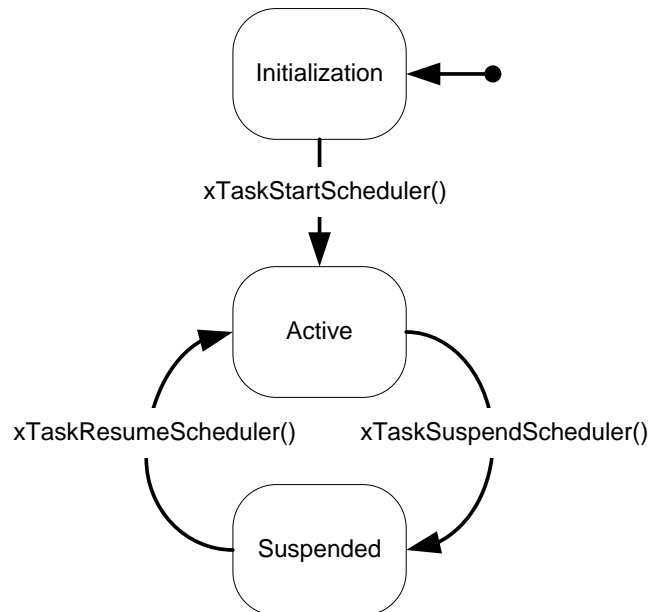 Initialization
xTaskStartScheduler()
Active
xTaskResumeScheduler()
xTaskSuspendScheduler()
Suspended